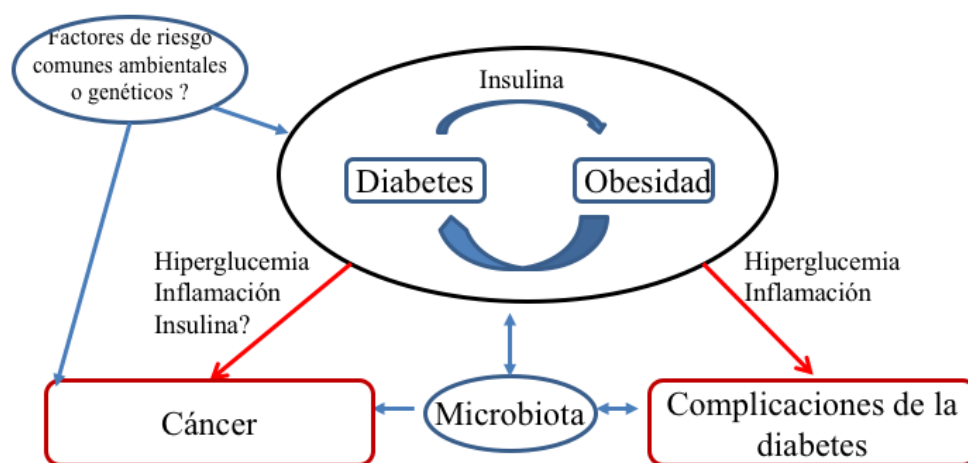 Factores de riesgo
comunes ambientales
o genéticos ?
Insulina
Diabetes
Obesidad
Hiperglucemia
Inflamación
Insulina?
Hiperglucemia
Inflamación
Cáncer
Microbiota
Complicaciones de la
diabetes